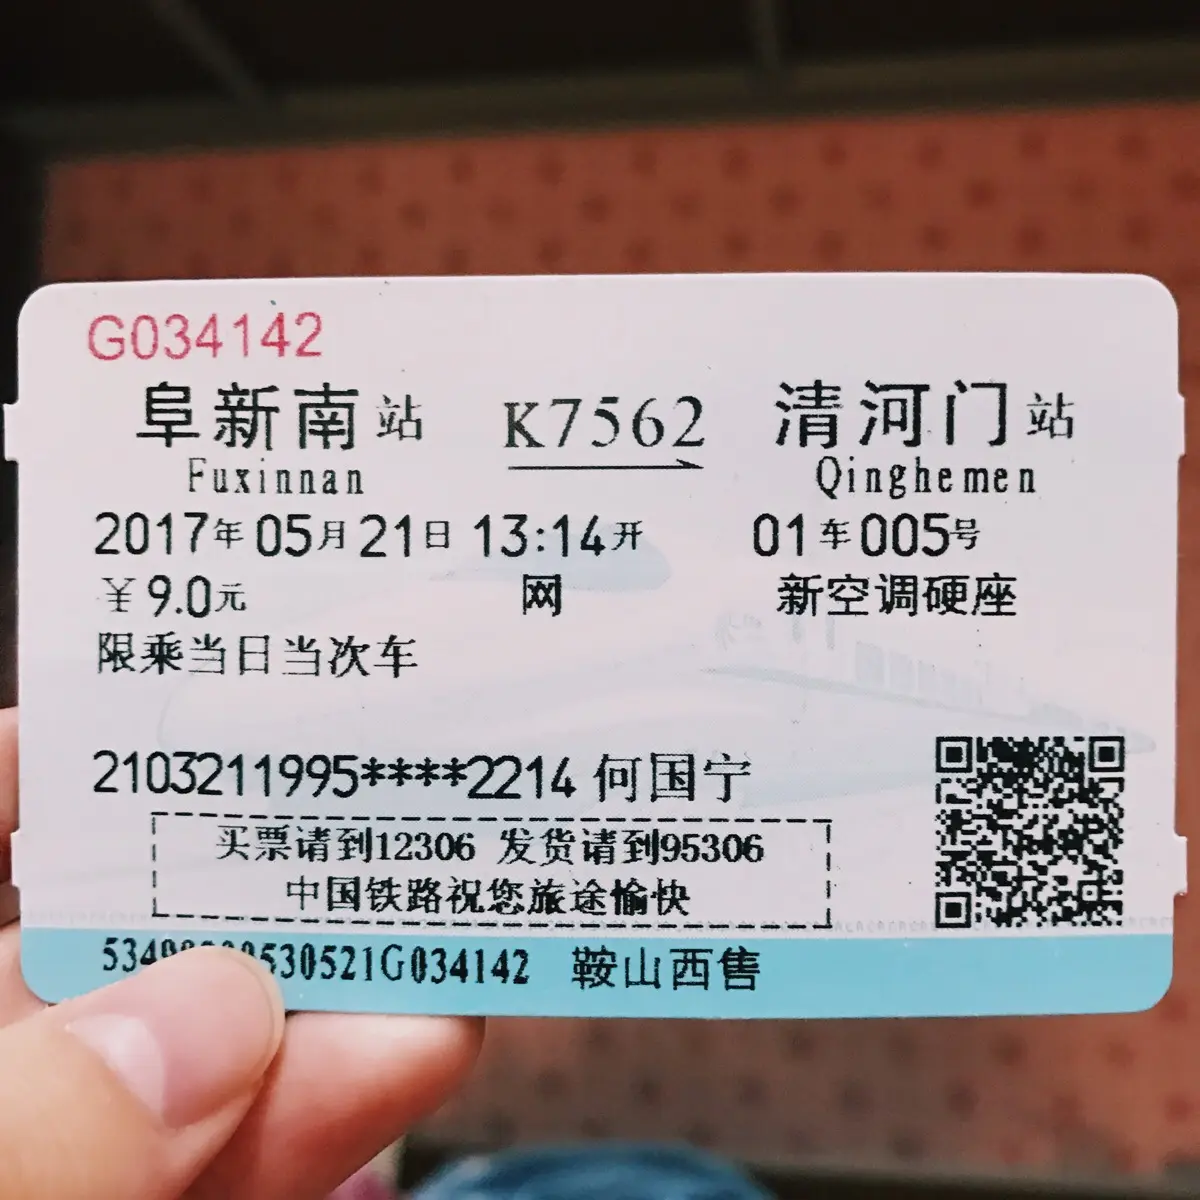 G034142
阜新南站 K7562 清河门站
Fuxinnan Qinghemen
2017年05月21日 13:14开 01车005号
¥9.0元 网 新空调硬座
限乘当日当次车
2103211995****2214 何国宁
买票请到12306 发货请到95306
中国铁路祝您旅途愉快
530521G034142 鞍山西售